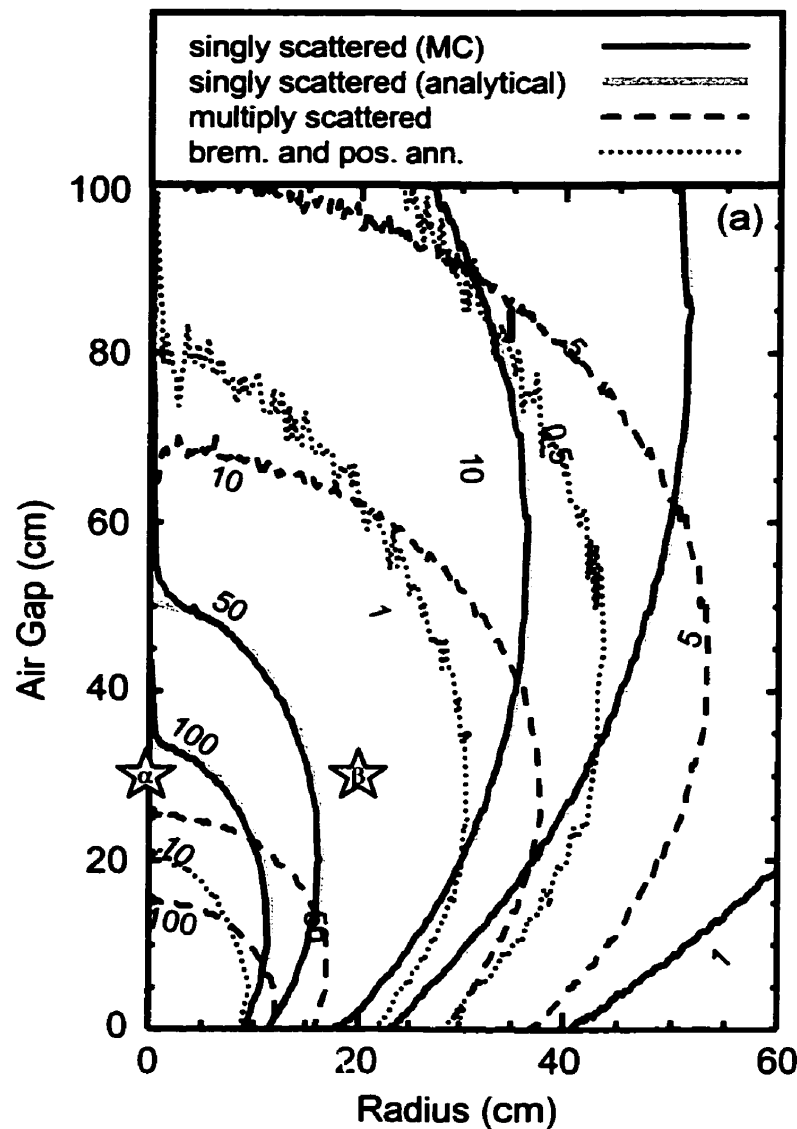 singly scattered (MC)
singly scattered (analytical)
multiply scattered
brem. and pos. ann.
(a)
100
80
60
40
20
0
Air Gap (cm)
5
0.5
10
10
1
50
5
100
α
β
10
100
50
1
0
20
40
60
Radius (cm)